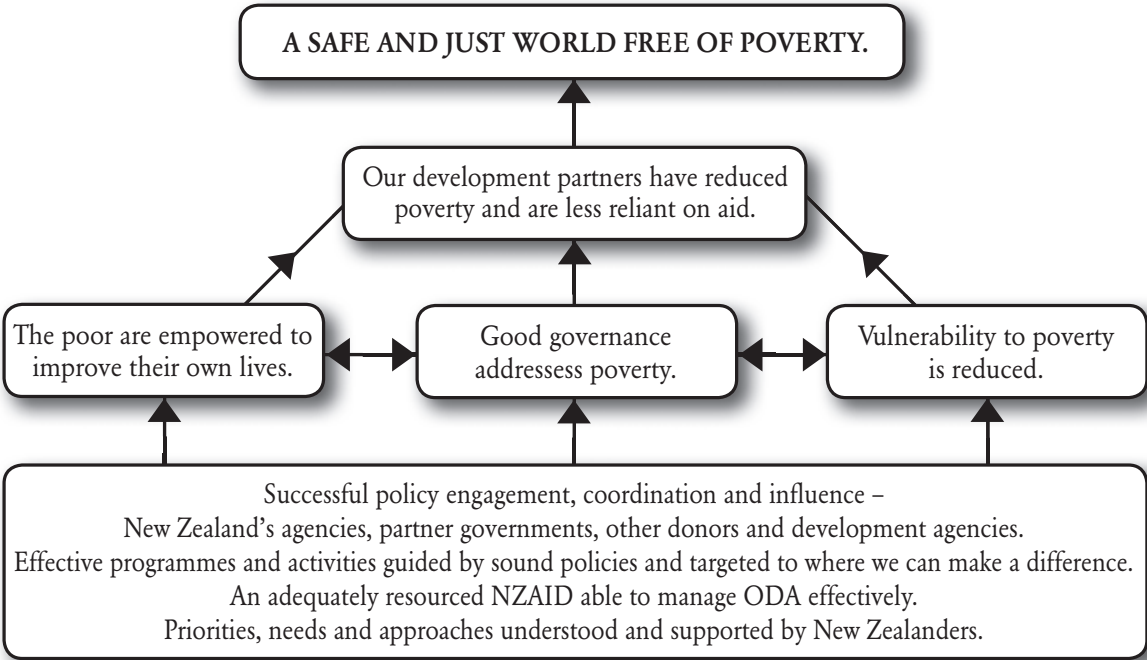 A SAFE AND JUST WORLD FREE OF POVERTY.
Our development partners have reduced
poverty and are less reliant on aid.
The poor are empowered to
improve their own lives.
Good governance
addressess poverty.
Vulnerability to poverty
is reduced.
Successful policy engagement, coordination and influence –
New Zealand's agencies, partner governments, other donors and development agencies.
Effective programmes and activities guided by sound policies and targeted to where we can make a difference.
An adequately resourced NZAID able to manage ODA effectively.
Priorities, needs and approaches understood and supported by New Zealanders.